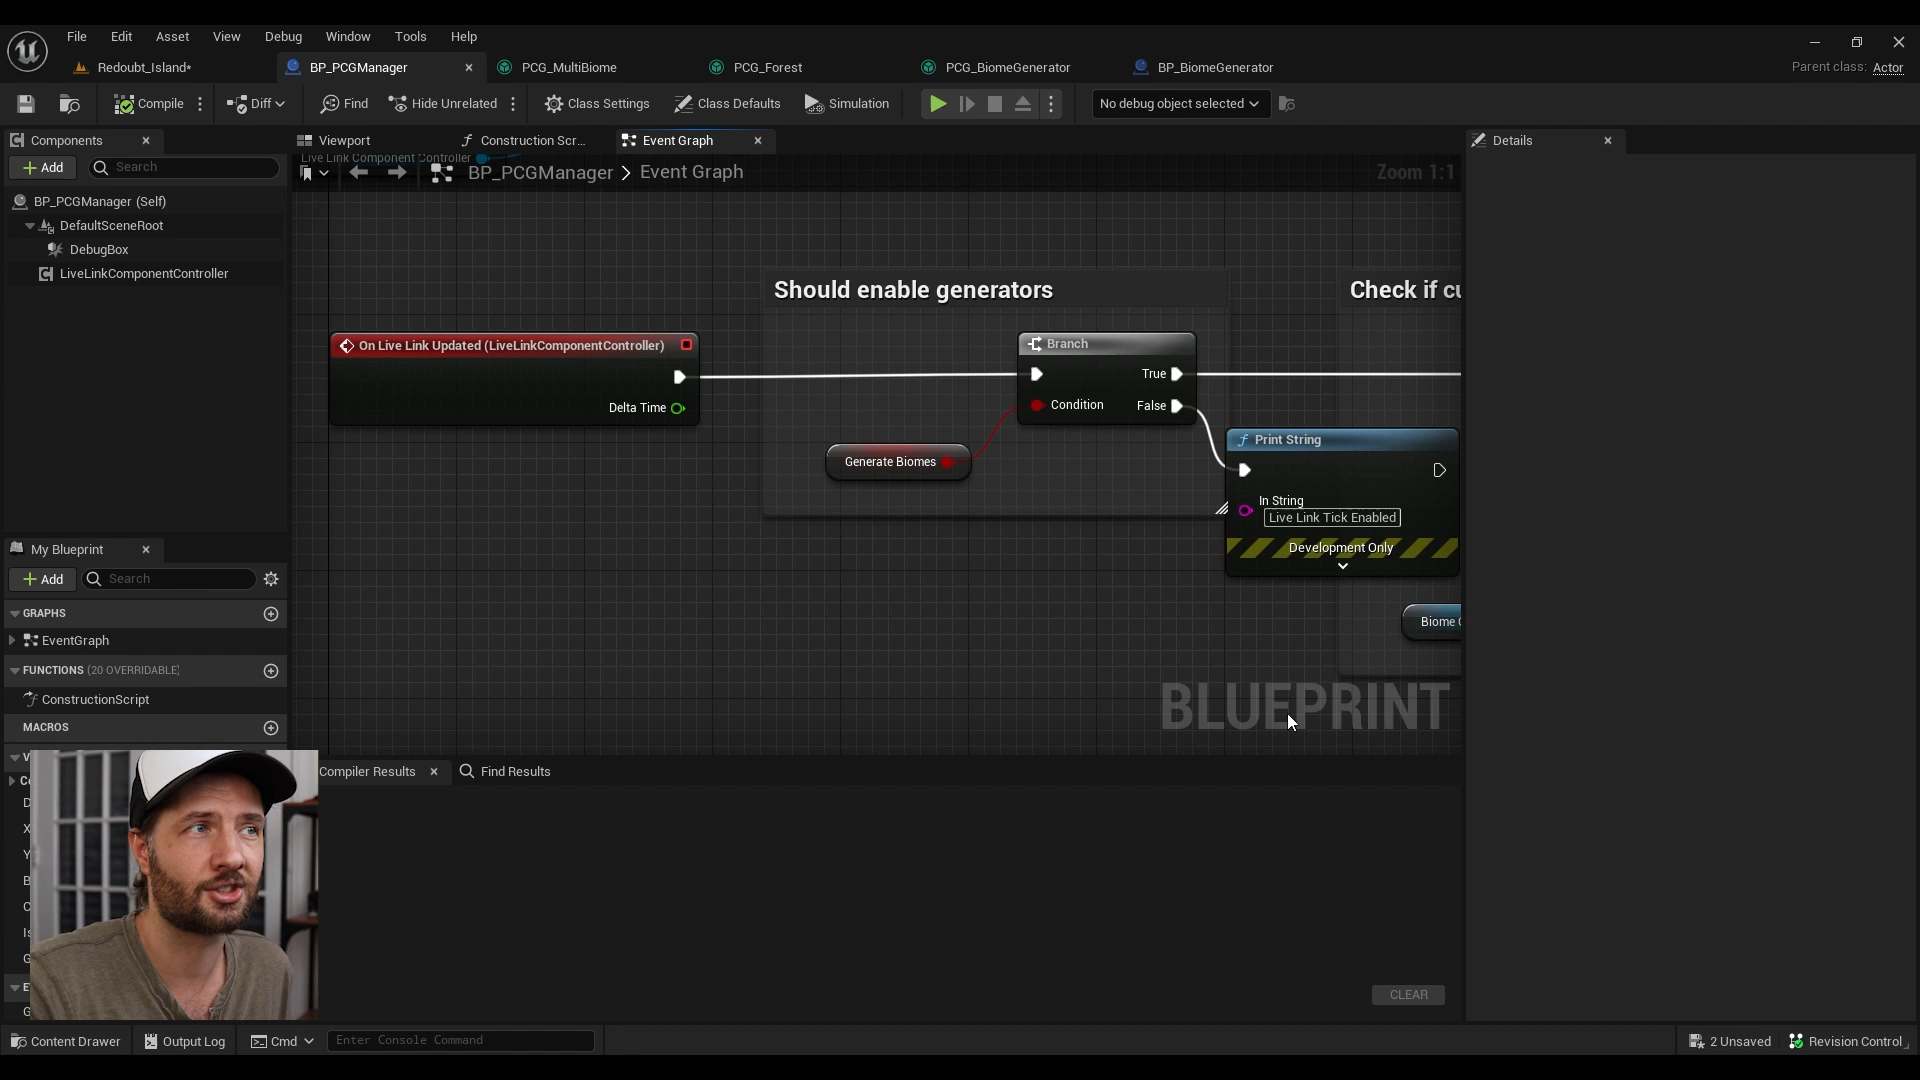 File Edit Asset View Debug Window Tools Help
Redoubt_Island* BP_PCGManager PCG_MultiBiome PCG_Forest PCG_BiomeGenerator BP_BiomeGenerator Parent class: Actor
Compile Diff Find Hide Unrelated Class Settings Class Defaults Simulation No debug object selected
Components
Add Search
BP_PCGManager (Self)
DefaultSceneRoot
DebugBox
LiveLinkComponentController
My Blueprint
Add Search
GRAPHS
EventGraph
FUNCTIONS (20 OVERRIDABLE)
ConstructionScript
MACROS
Viewport Construction Scr... Event Graph
Live Link Component Controller
BP_PCGManager > Event Graph Zoom 1:1
Should enable generators
Check if cu
On Live Link Updated (LiveLinkComponentController)
Delta Time
Branch
True
Condition False
Generate Biomes
Print String
In String
Live Link Tick Enabled
Development Only
Biome
BLUEPRINT
Compiler Results Find Results
CLEAR
Details
Content Drawer Output Log Cmd Enter Console Command 2 Unsaved Revision Control